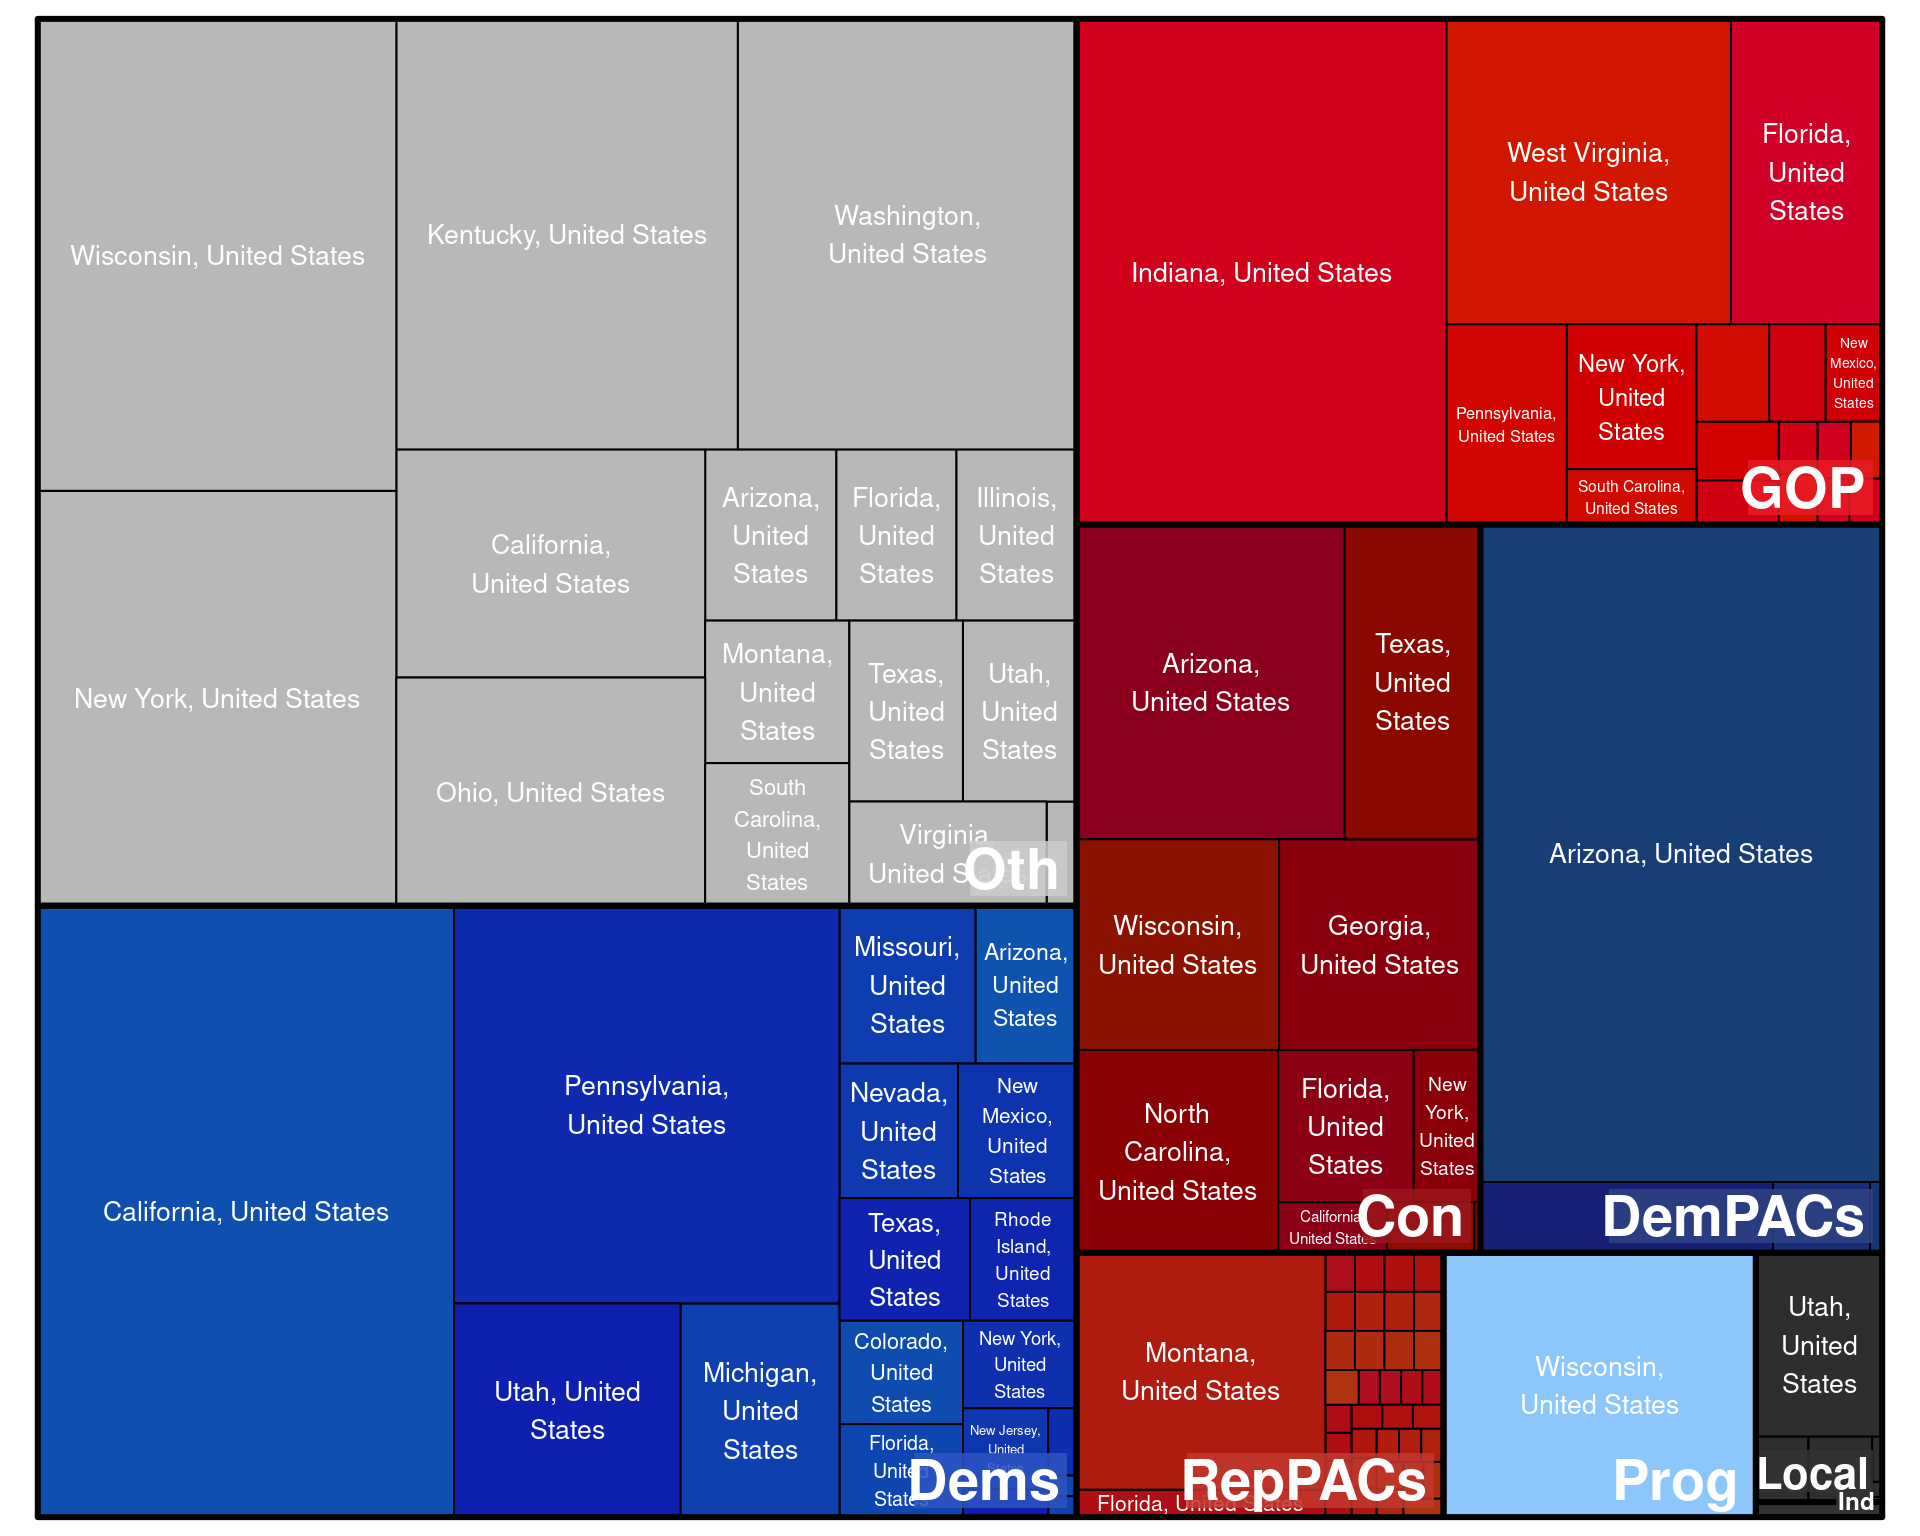 Wisconsin, United States
Kentucky, United States
Washington,
United States
New York, United States
California,
United States
Ohio, United States
Arizona,
United
States
Florida,
United
States
Illinois,
United
States
Montana,
United
States
Texas,
United
States
Utah,
United
States
South
Carolina,
United
States
Virginia
United S
Oth
Indiana, United States
West Virginia,
United States
Florida,
United
States
Pennsylvania,
United States
New York,
United
States
South Carolina,
United States
New
Mexico,
United
States
GOP
Arizona,
United States
Texas,
United
States
Wisconsin,
United States
Georgia,
United States
North
Carolina,
United States
Florida,
United
States
New
York,
United
States
California
United States
Con
Arizona, United States
DemPACs
California, United States
Pennsylvania,
United States
Utah, United
States
Michigan,
United
States
Missouri,
United
States
Arizona,
United
States
Nevada,
United
States
New
Mexico,
United
States
Texas,
United
States
Rhode
Island,
United
States
Colorado,
United
States
New York,
United
States
Florida,
United
States
New Jersey,
United
States
Dems
Montana,
United States
Florida, United States
RepPACs
Wisconsin,
United States
Prog
Utah,
United
States
Local
Ind